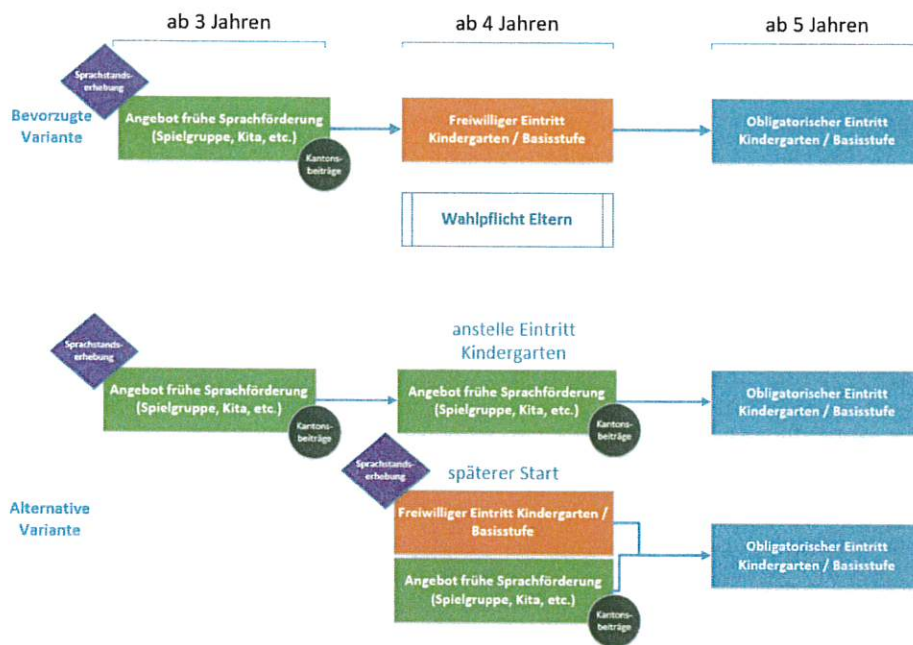 ab 3 Jahren
ab 4 Jahren
ab 5 Jahren
Sprachstands-
erhebung
Bevorzugte
Variante
Angebot frühe Sprachförderung
(Spielgruppe, Kita, etc.)
Kantons-
beiträge
Freiwilliger Eintritt
Kindergarten / Basisstufe
Obligatorischer Eintritt
Kindergarten / Basisstufe
Wahlpflicht Eltern
anstelle Eintritt
Kindergarten
Sprachstands-
erhebung
Angebot frühe Sprachförderung
(Spielgruppe, Kita, etc.)
Kantons-
beiträge
Angebot frühe Sprachförderung
(Spielgruppe, Kita, etc.)
Kantons-
beiträge
Obligatorischer Eintritt
Kindergarten / Basisstufe
Sprachstands-
erhebung
späterer Start
Alternative
Variante
Freiwilliger Eintritt Kindergarten /
Basisstufe
Angebot frühe Sprachförderung
(Spielgruppe, Kita, etc.)
Kantons-
beiträge
Obligatorischer Eintritt
Kindergarten / Basisstufe